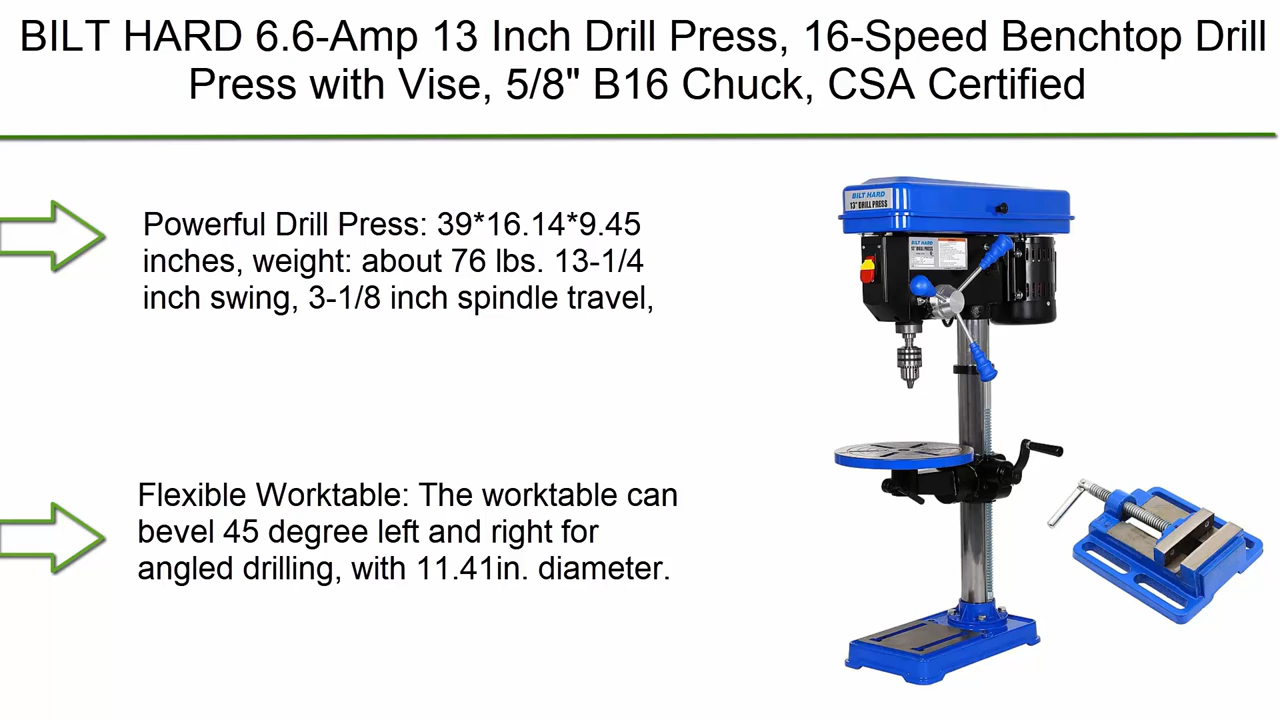 BILT HARD 6.6-Amp 13 Inch Drill Press, 16-Speed Benchtop Drill
Press with Vise, 5/8" B16 Chuck, CSA Certified
Powerful Drill Press: 39*16.14*9.45
inches, weight: about 76 lbs. 13-1/4
inch swing, 3-1/8 inch spindle travel,
Flexible Worktable: The worktable can
bevel 45 degree left and right for
angled drilling, with 11.41in. diameter.
BILT HARD
13" DRILL PRESS
BILT HARD